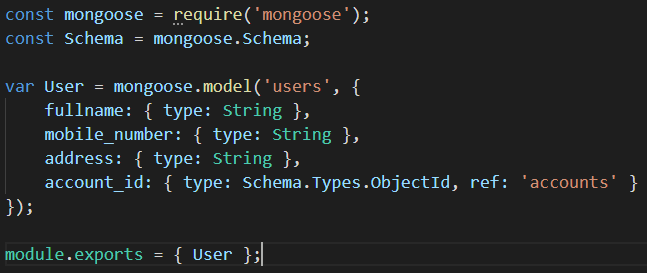 const mongoose = require('mongoose');
const Schema = mongoose.Schema;

var User = mongoose.model('users', {
    fullname: { type: String },
    mobile_number: { type: String },
    address: { type: String },
    account_id: { type: Schema.Types.ObjectId, ref: 'accounts' }
});

module.exports = { User };